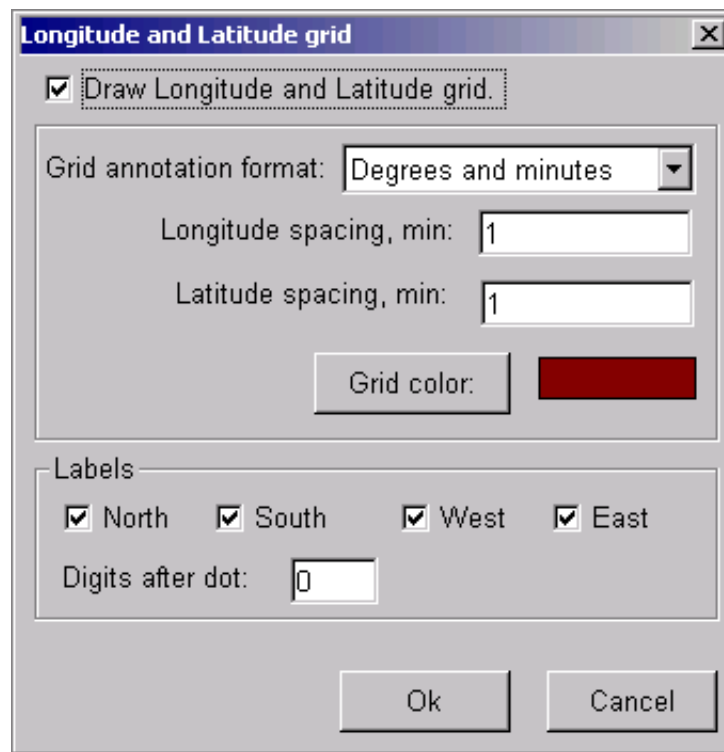 Longitude and Latitude grid
Draw Longitude and Latitude grid.
Grid annotation format: Degrees and minutes
Longitude spacing, min: 1
Latitude spacing, min: 1
Grid color:
Labels
North South West East
Digits after dot: 0
Ok Cancel